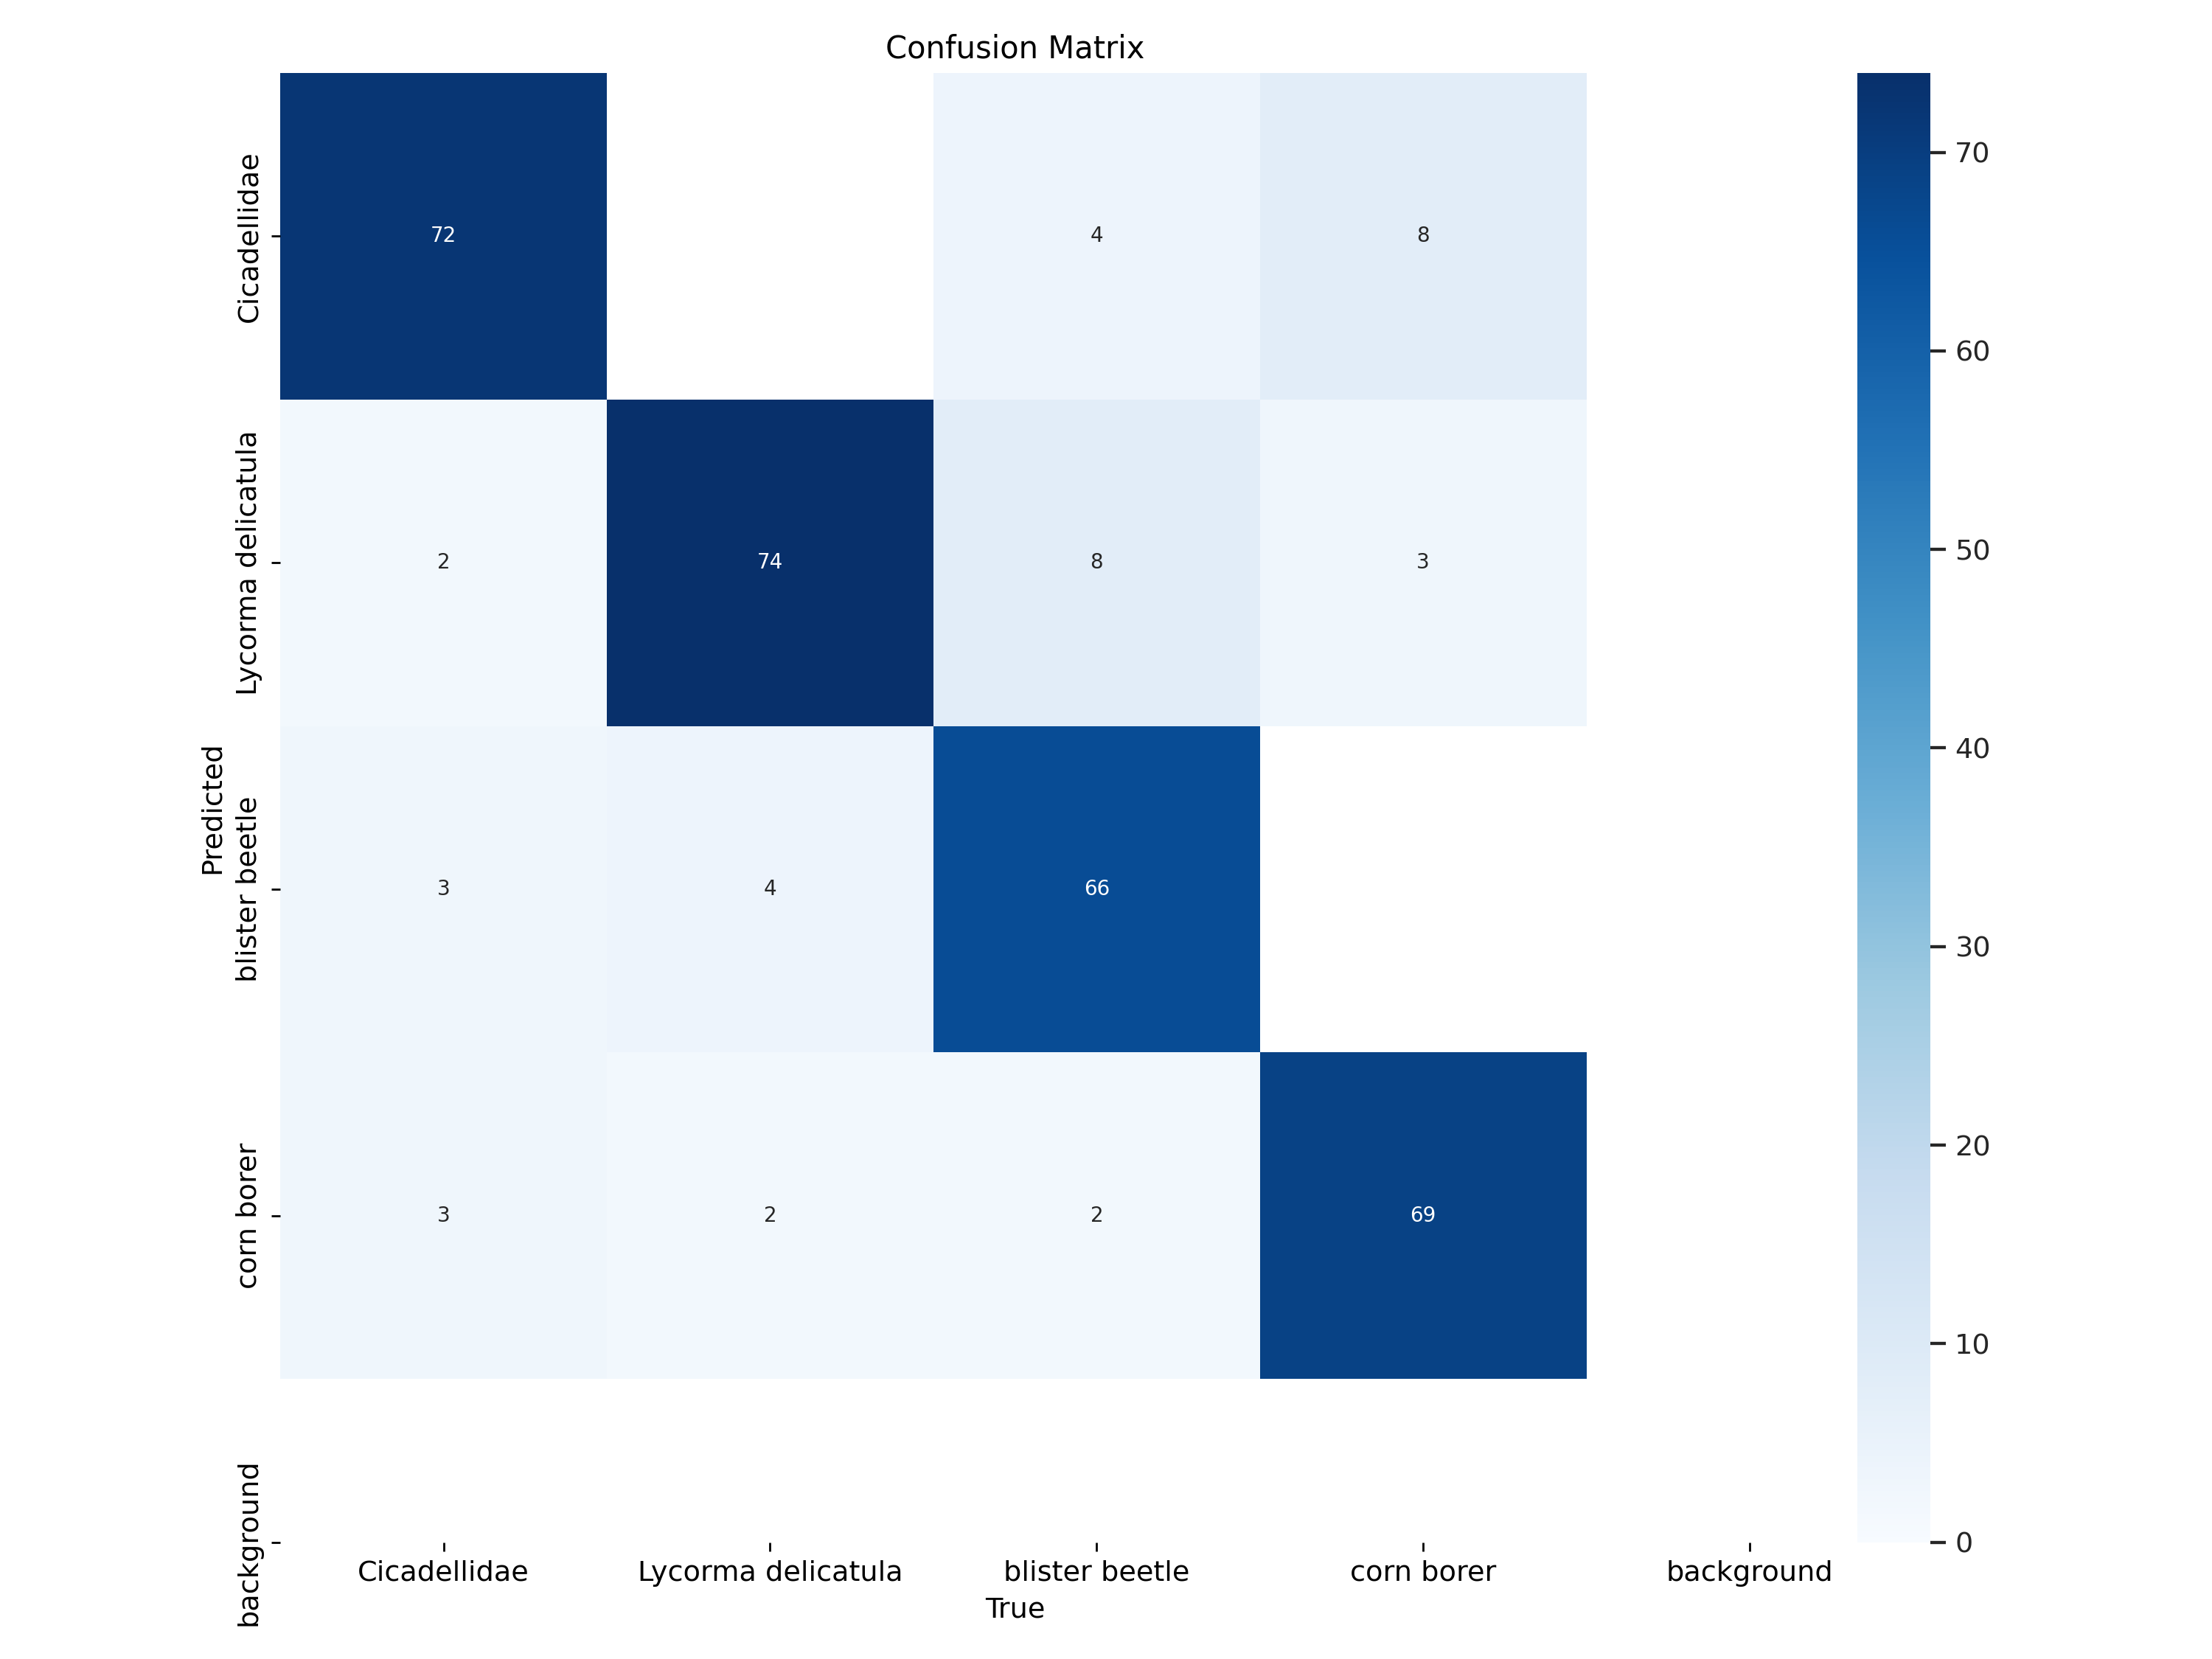 Confusion Matrix
Cicadellidae
72
4
8
70
60
Lycorma delicatula
2
74
8
3
50
40
Predicted
blister beetle
3
4
66
30
20
corn borer
3
2
2
69
10
background
0
Cicadellidae
Lycorma delicatula
blister beetle
corn borer
background
True